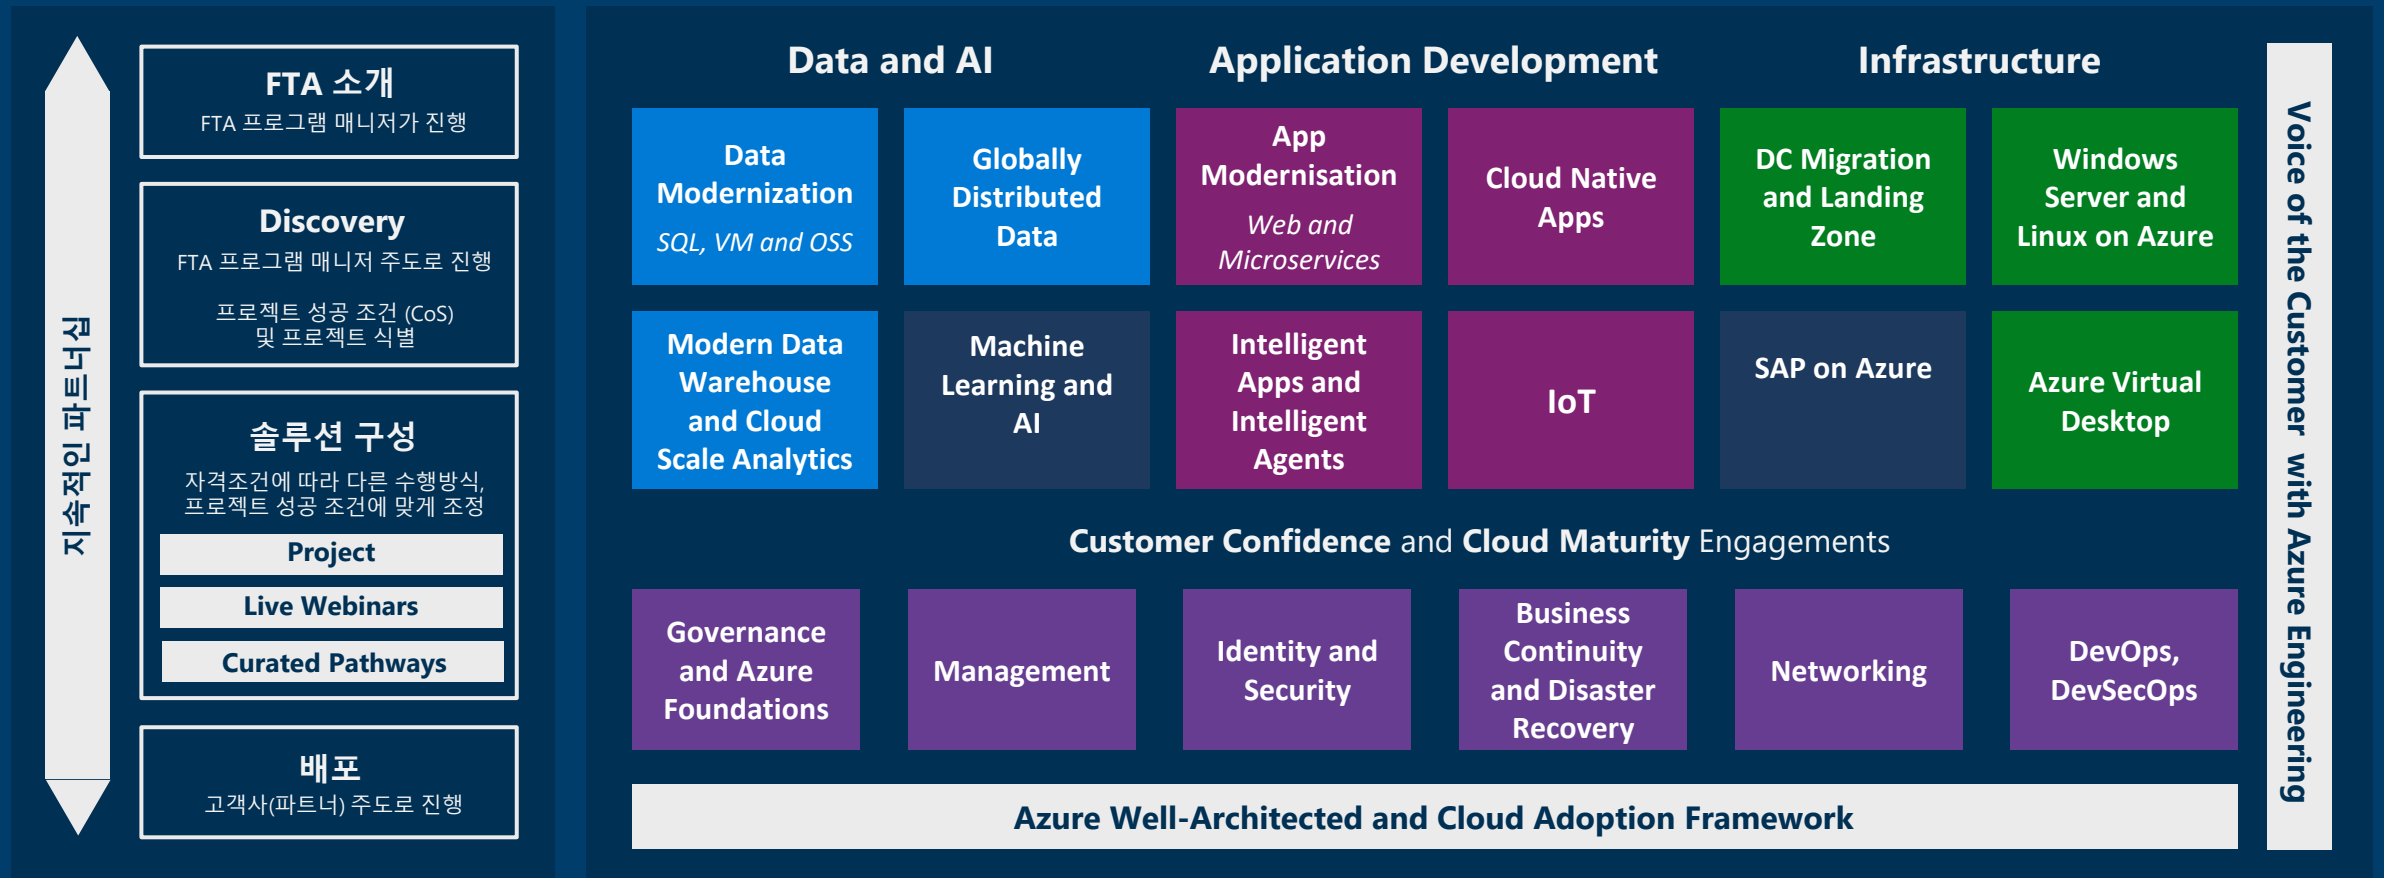 지속적인 파트너십
FTA 소개
FTA 프로그램 매니저가 진행
Discovery
FTA 프로그램 매니저 주도로 진행
프로젝트 성공 조건 (CoS)
및 프로젝트 식별
솔루션 구성
자격조건에 따라 다른 수행방식,
프로젝트 성공 조건에 맞게 조정
Project
Live Webinars
Curated Pathways
배포
고객사(파트너) 주도로 진행
Data and AI
Application Development
Infrastructure
Data
Modernization
SQL, VM and OSS
Globally
Distributed
Data
App
Modernisation
Web and
Microservices
Cloud Native
Apps
DC Migration
and Landing
Zone
Windows
Server and
Linux on Azure
Modern Data
Warehouse
and Cloud
Scale Analytics
Machine
Learning and
AI
Intelligent
Apps and
Intelligent
Agents
IoT
SAP on Azure
Azure Virtual
Desktop
Customer Confidence and Cloud Maturity Engagements
Governance
and Azure
Foundations
Management
Identity and
Security
Business
Continuity
and Disaster
Recovery
Networking
DevOps,
DevSecOps
Azure Well-Architected and Cloud Adoption Framework
Voice of the Customer with Azure Engineering